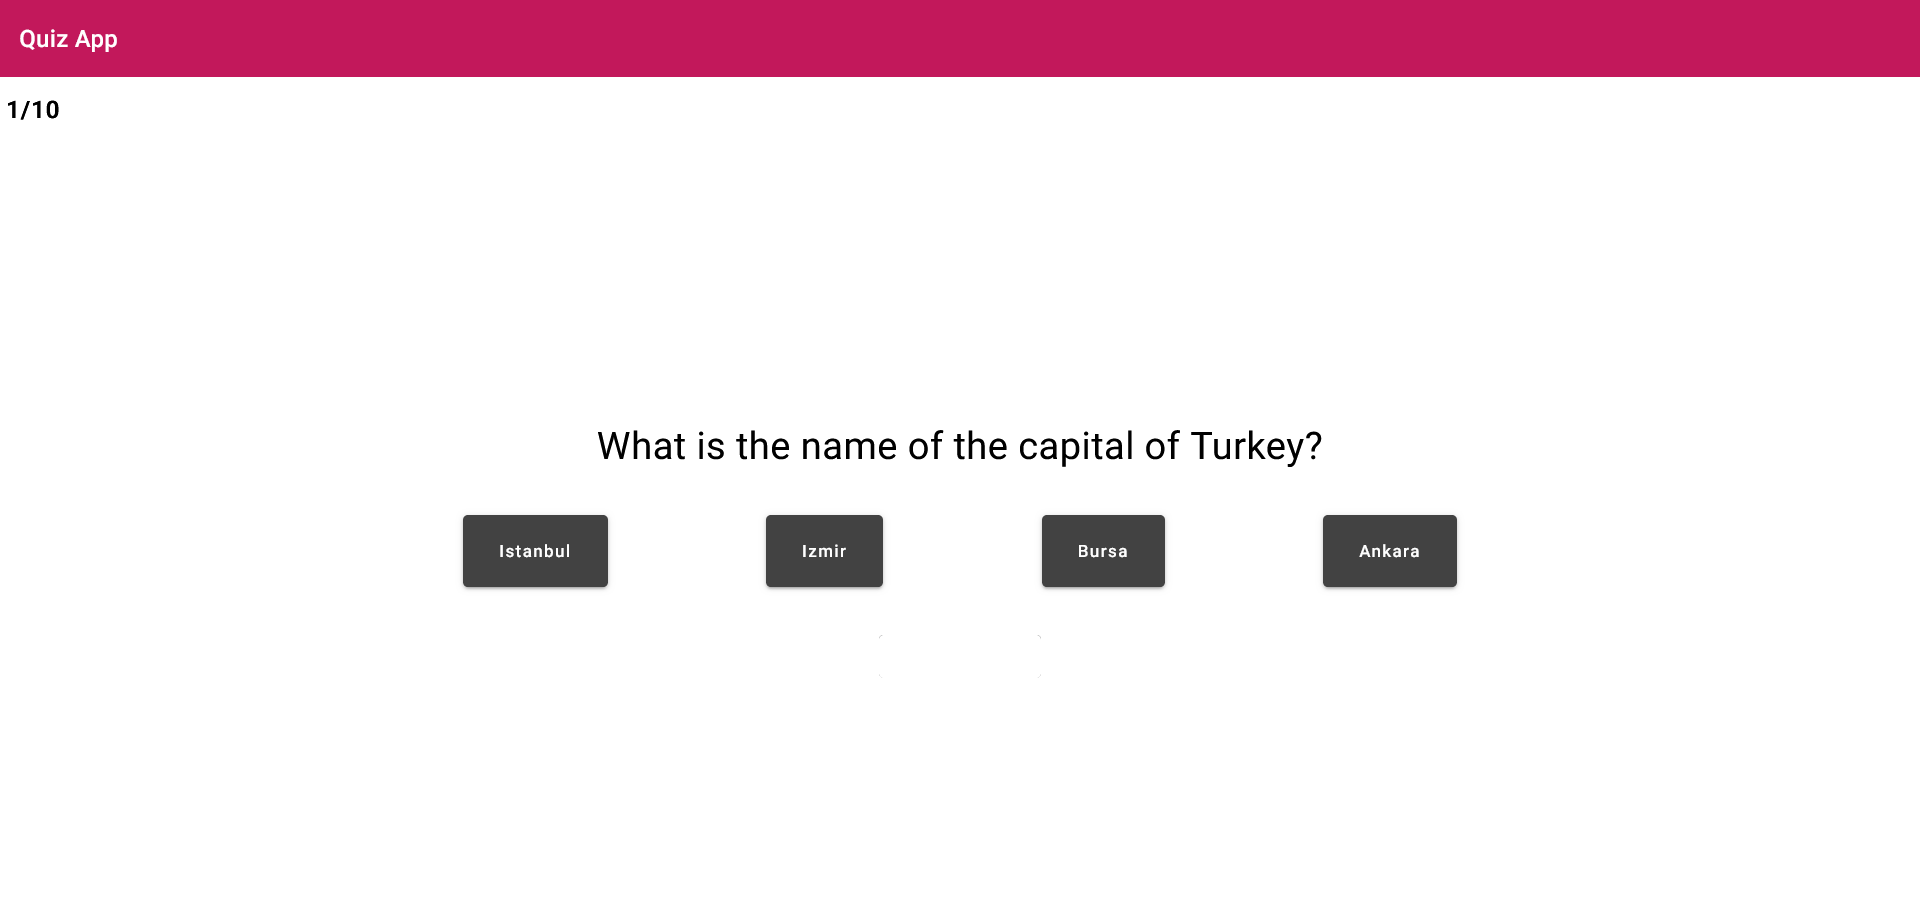 Quiz App
1/10
What is the name of the capital of Turkey?
Istanbul Izmir Bursa Ankara